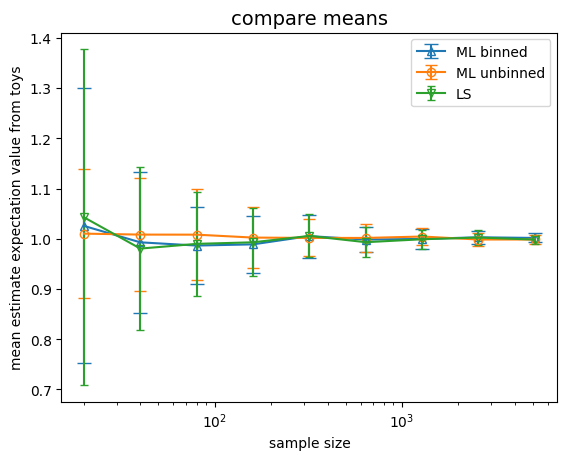 compare means
mean estimate expectation value from toys
1.4
1.3
1.2
1.1
1.0
0.9
0.8
0.7
ML binned
ML unbinned
LS
10²
10³
sample size